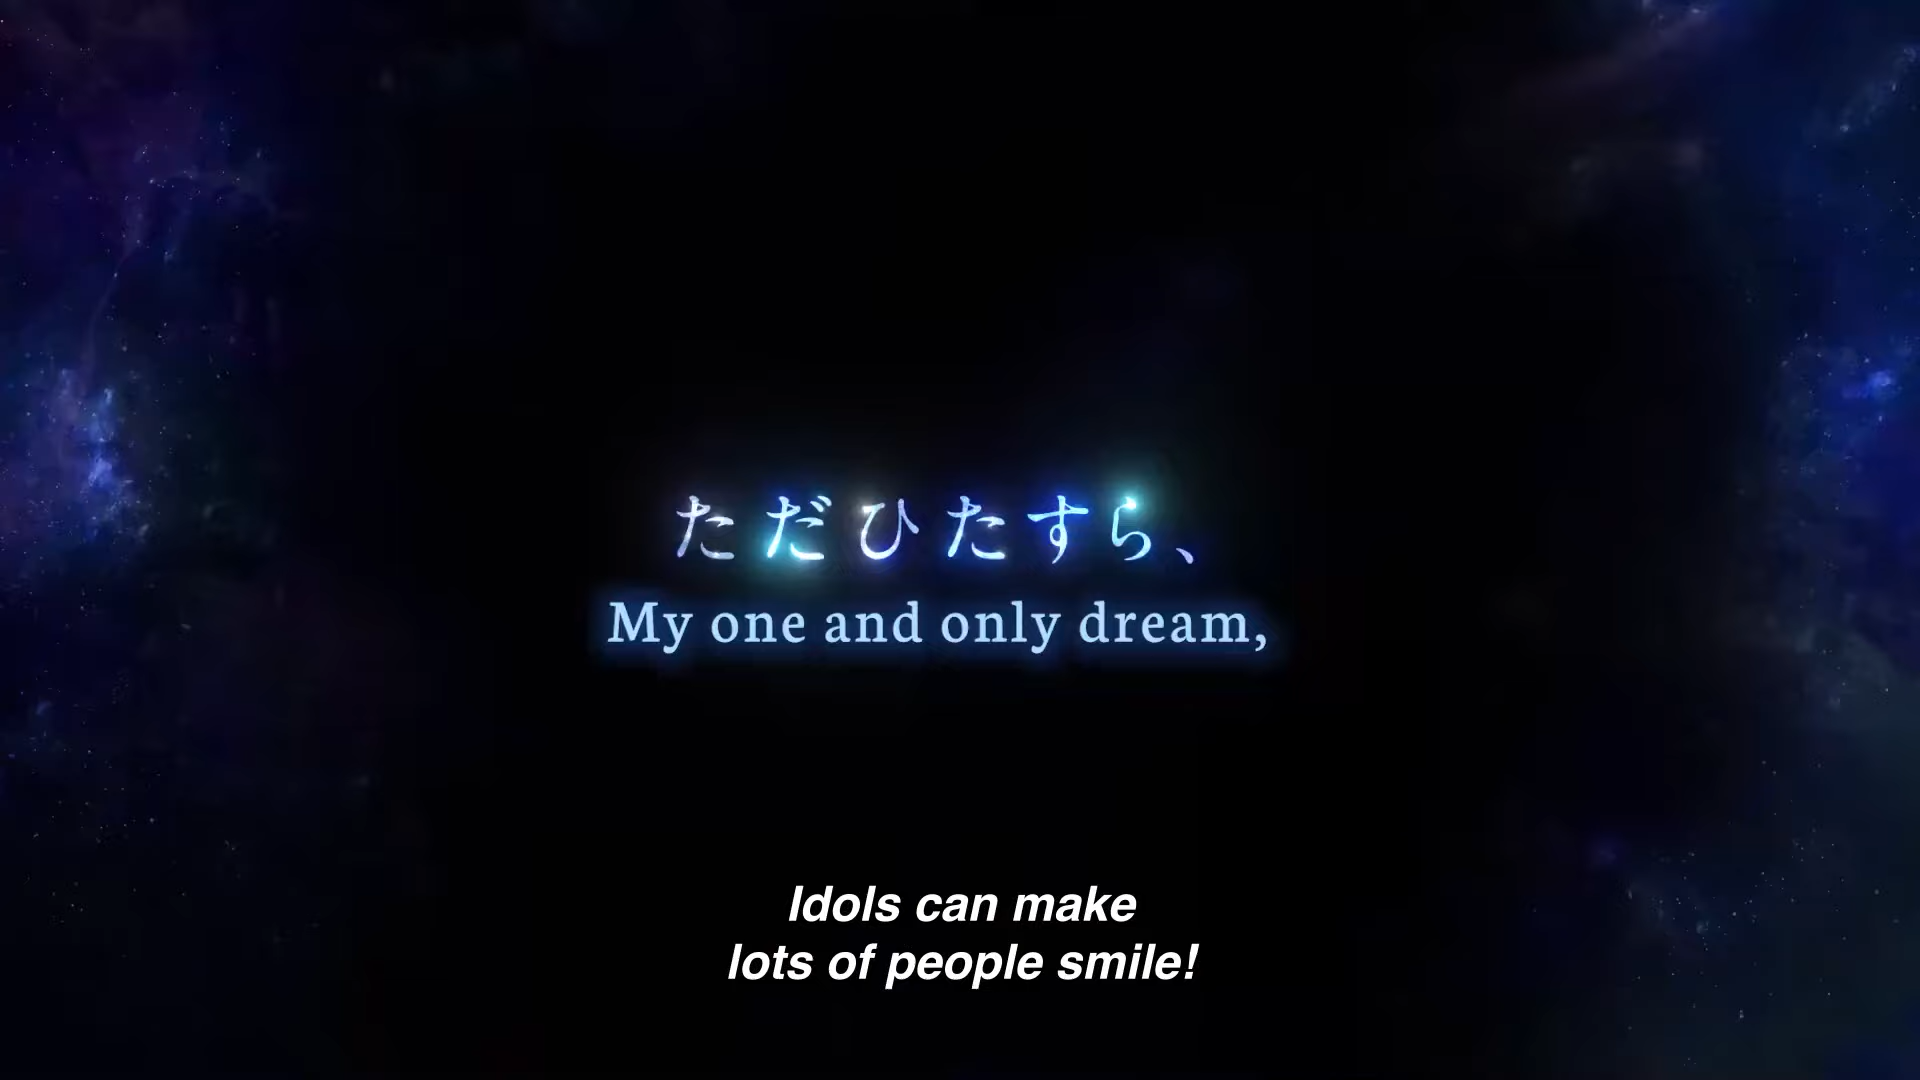 ただひたすら、
My one and only dream,
Idols can make
lots of people smile!